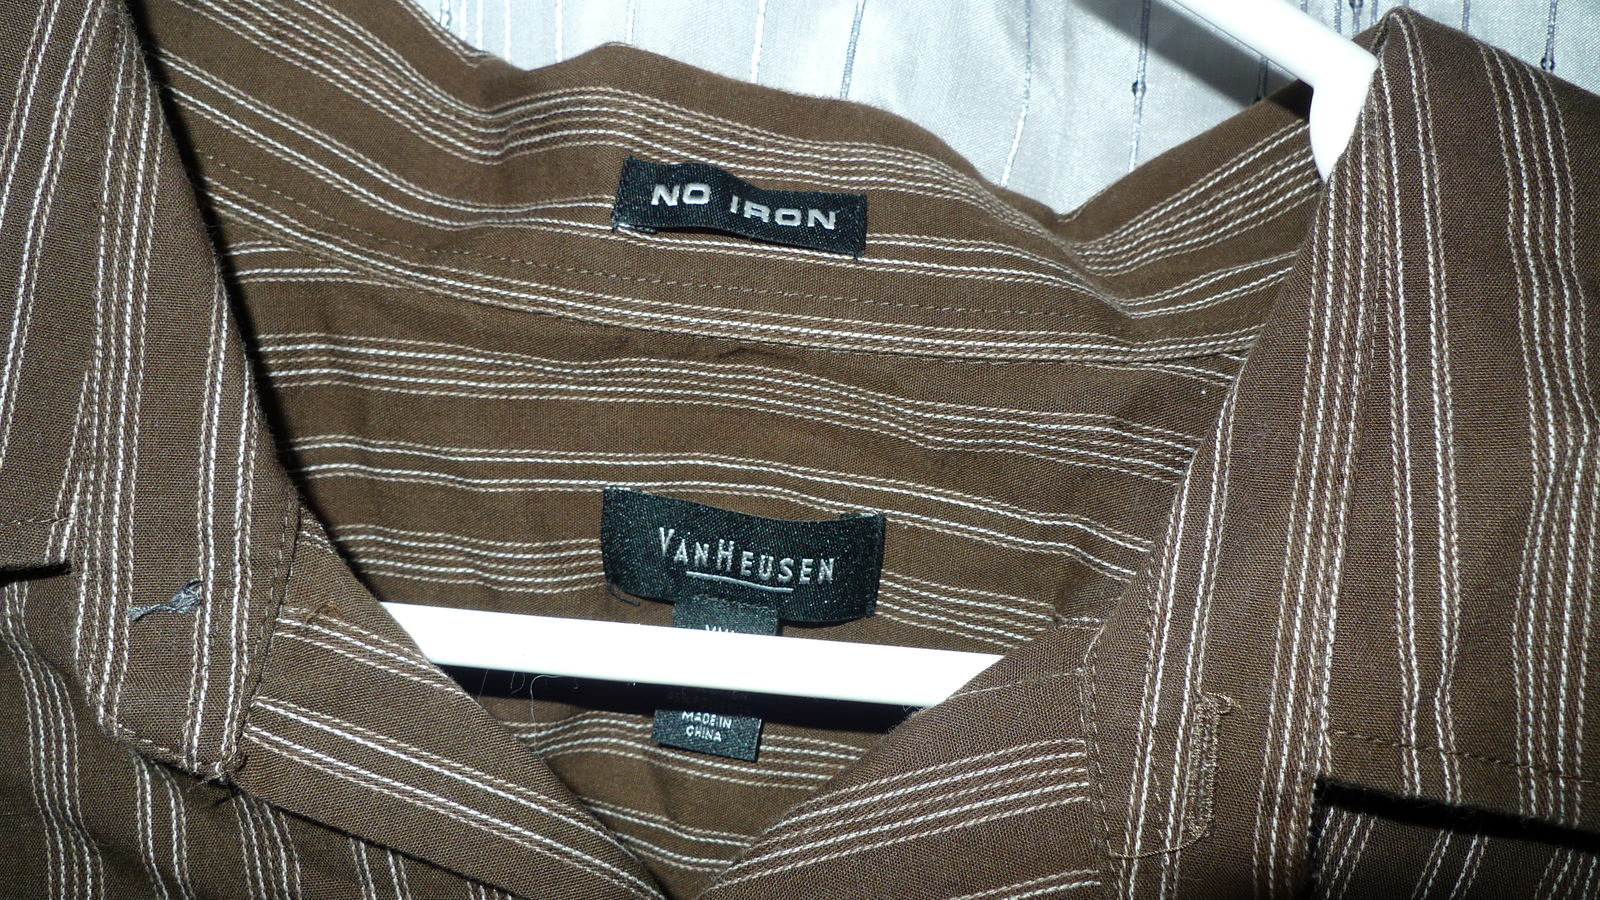 NO IRON
VANHEUSEN
MADE IN
CHINA